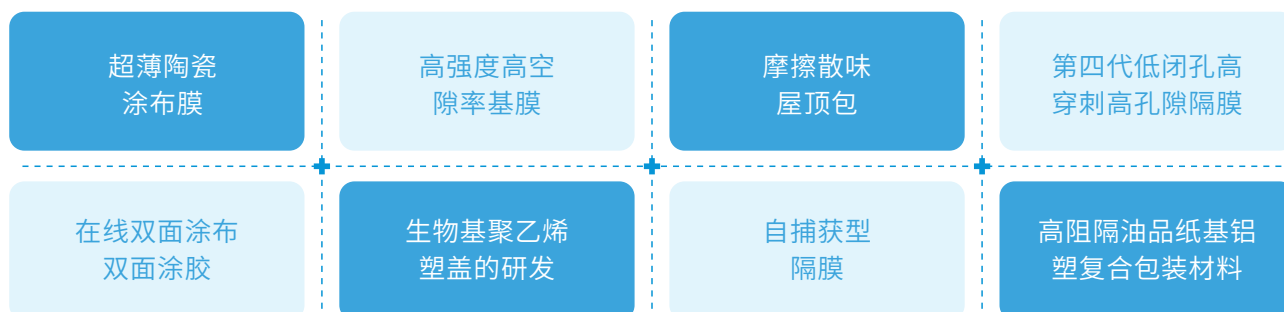 超薄陶瓷
涂布膜
高强度高空
隙率基膜
摩擦散味
屋顶包
第四代低闭孔高
穿刺高孔隙隔膜
在线双面涂布
双面涂胶
生物基聚乙烯
塑盖的研发
自捕获型
隔膜
高阻隔油品纸基铝
塑复合包装材料